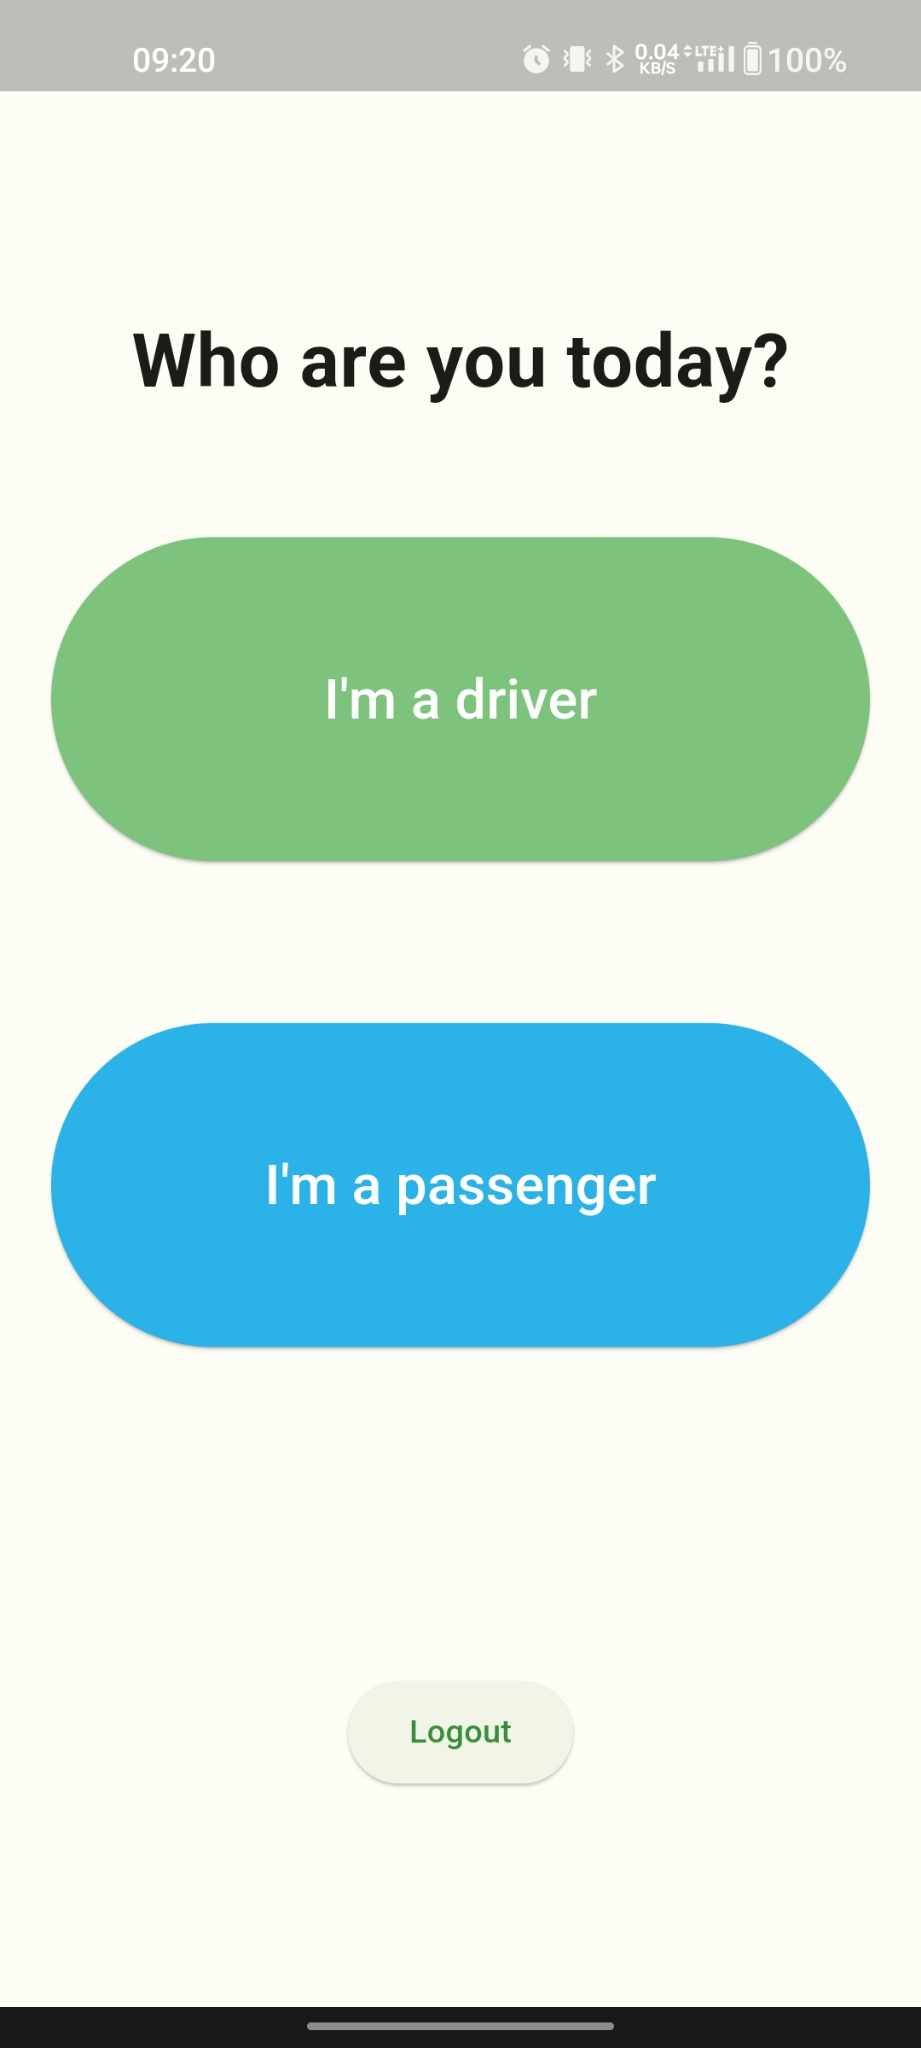 09:20
0.04 KB/S LTE+ 100%
Who are you today?
I'm a driver
I'm a passenger
Logout